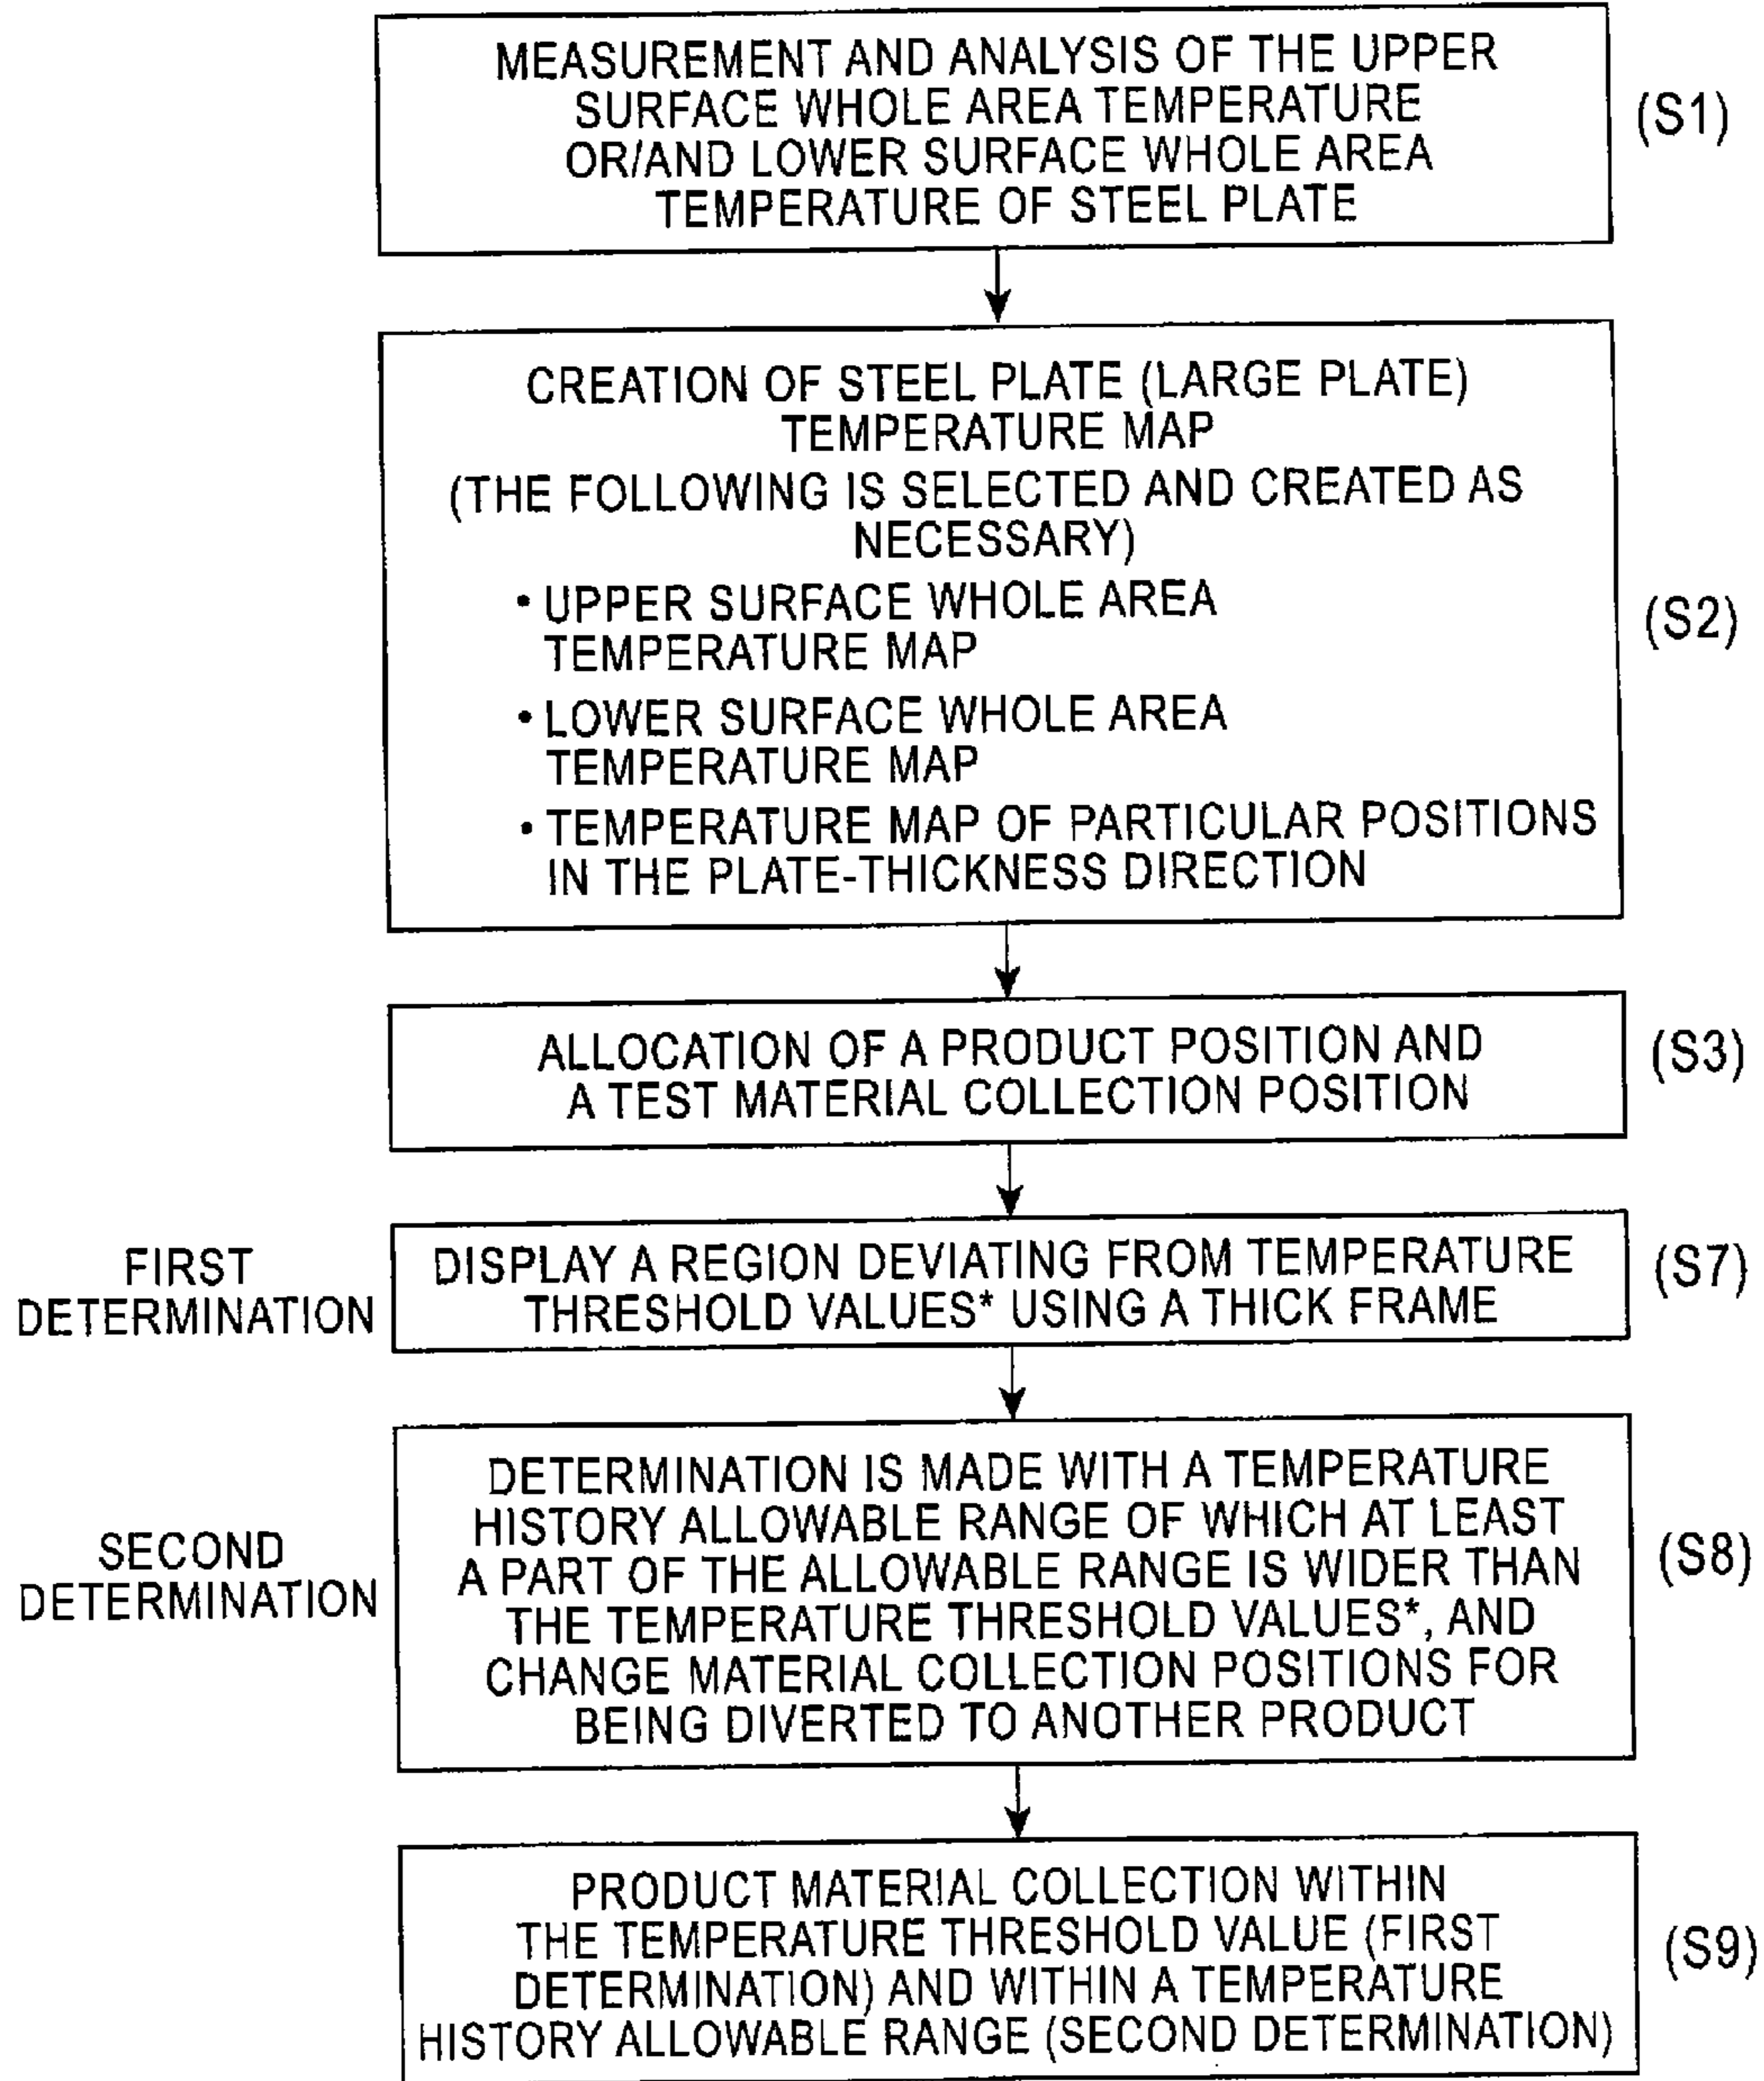 MEASUREMENT AND ANALYSIS OF THE UPPER
SURFACE WHOLE AREA TEMPERATURE
OR/AND LOWER SURFACE WHOLE AREA
TEMPERATURE OF STEEL PLATE
(S1)
CREATION OF STEEL PLATE (LARGE PLATE)
TEMPERATURE MAP
(THE FOLLOWING IS SELECTED AND CREATED AS
NECESSARY)
• UPPER SURFACE WHOLE AREA
TEMPERATURE MAP
• LOWER SURFACE WHOLE AREA
TEMPERATURE MAP
• TEMPERATURE MAP OF PARTICULAR POSITIONS
IN THE PLATE-THICKNESS DIRECTION
(S2)
ALLOCATION OF A PRODUCT POSITION AND
A TEST MATERIAL COLLECTION POSITION
(S3)
FIRST
DETERMINATION
DISPLAY A REGION DEVIATING FROM TEMPERATURE
THRESHOLD VALUES* USING A THICK FRAME
(S7)
SECOND
DETERMINATION
DETERMINATION IS MADE WITH A TEMPERATURE
HISTORY ALLOWABLE RANGE OF WHICH AT LEAST
A PART OF THE ALLOWABLE RANGE IS WIDER THAN
THE TEMPERATURE THRESHOLD VALUES*, AND
CHANGE MATERIAL COLLECTION POSITIONS FOR
BEING DIVERTED TO ANOTHER PRODUCT
(S8)
PRODUCT MATERIAL COLLECTION WITHIN
THE TEMPERATURE THRESHOLD VALUE (FIRST
DETERMINATION) AND WITHIN A TEMPERATURE
HISTORY ALLOWABLE RANGE (SECOND DETERMINATION)
(S9)